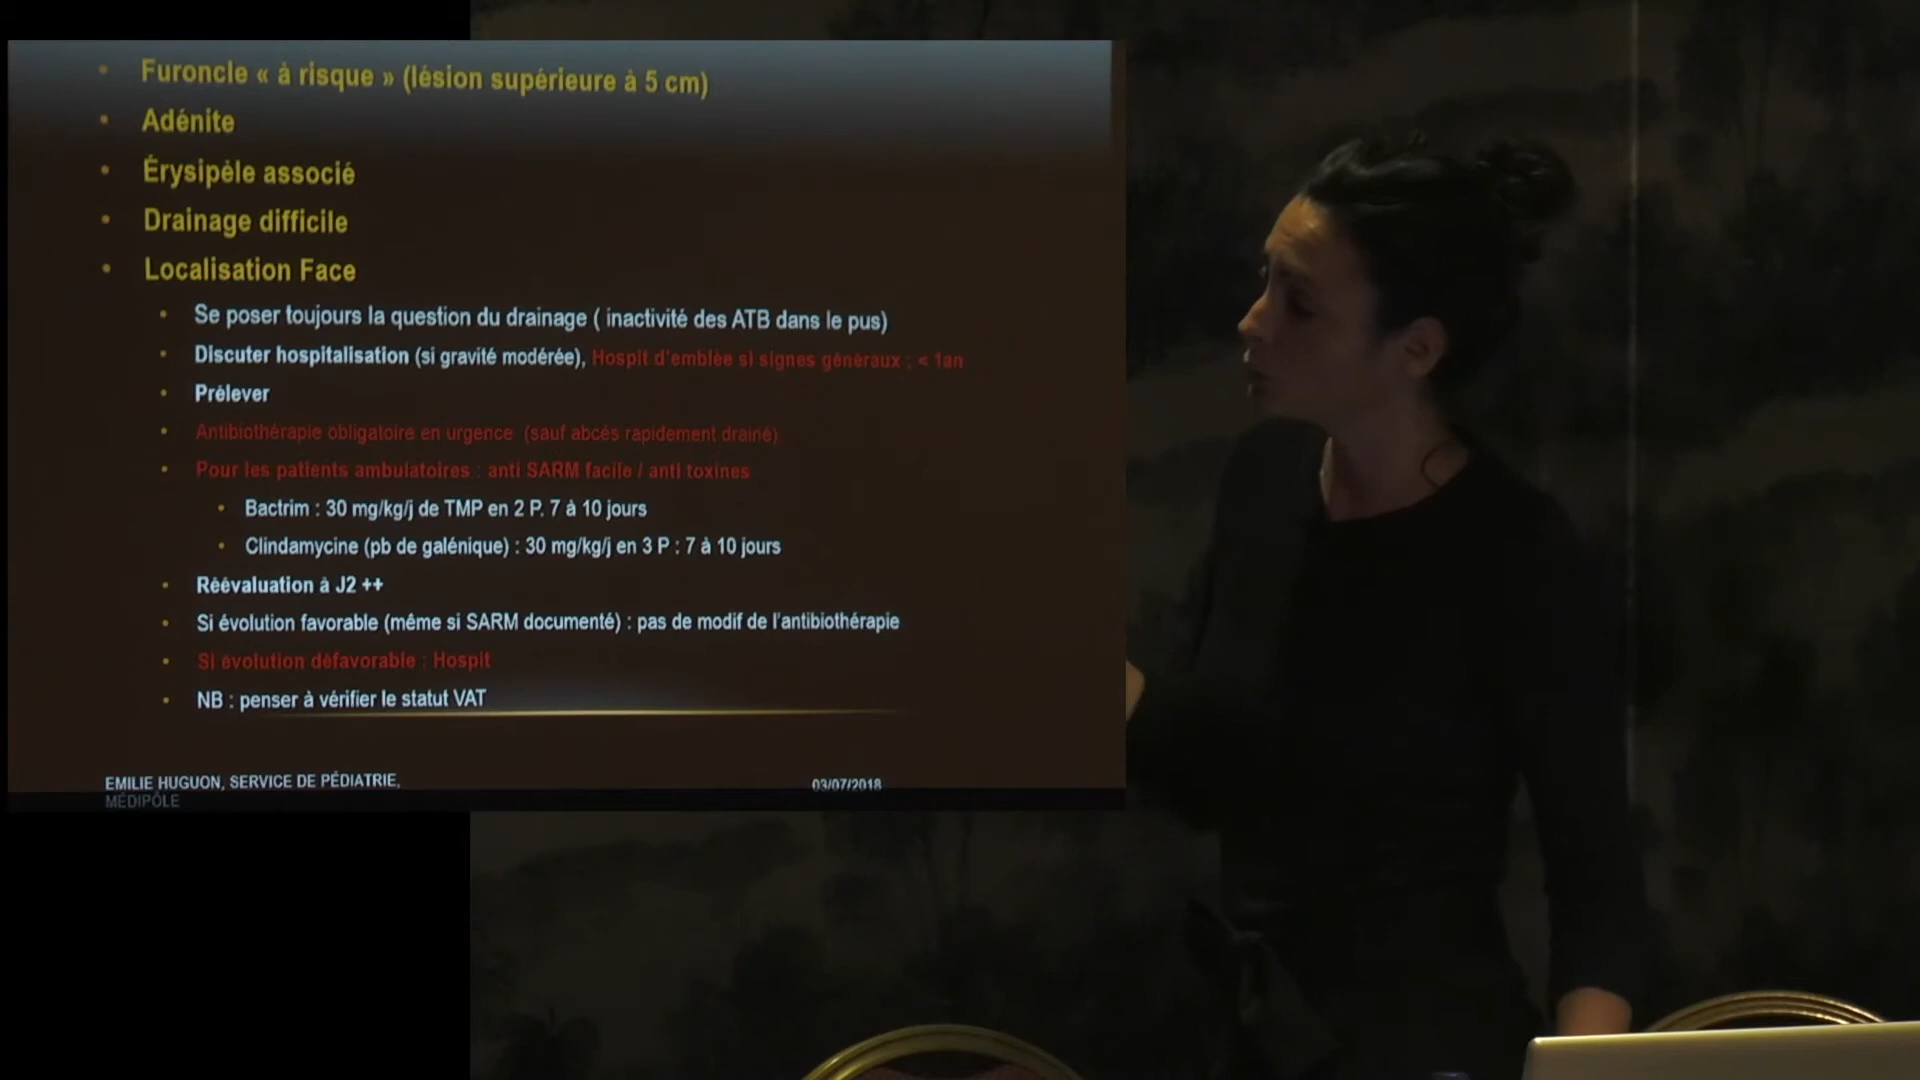 Furoncle « à risque » (lésion supérieure à 5 cm)
Adénite
Érysipèle associé
Drainage difficile
Localisation Face
Se poser toujours la question du drainage ( inactivité des ATB dans le pus)
Discuter hospitalisation (si gravité modérée), Hospit d'emblée si signes généraux ; < 1an
Prélever
Antibiothérapie obligatoire en urgence (sauf abcés rapidement drainé)
Pour les patients ambulatoires : anti SARM facile / anti toxines
Bactrim : 30 mg/kg/j de TMP en 2 P. 7 à 10 jours
Clindamycine (pb de galénique) : 30 mg/kg/j en 3 P : 7 à 10 jours
Réévaluation à J2 ++
Si évolution favorable (même si SARM documenté) : pas de modif de l'antibiothérapie
Si évolution défavorable : Hospit
NB : penser à vérifier le statut VAT
EMILIE HUGUON, SERVICE DE PÉDIATRIE,
MÉDIPÔLE
03/07/2018